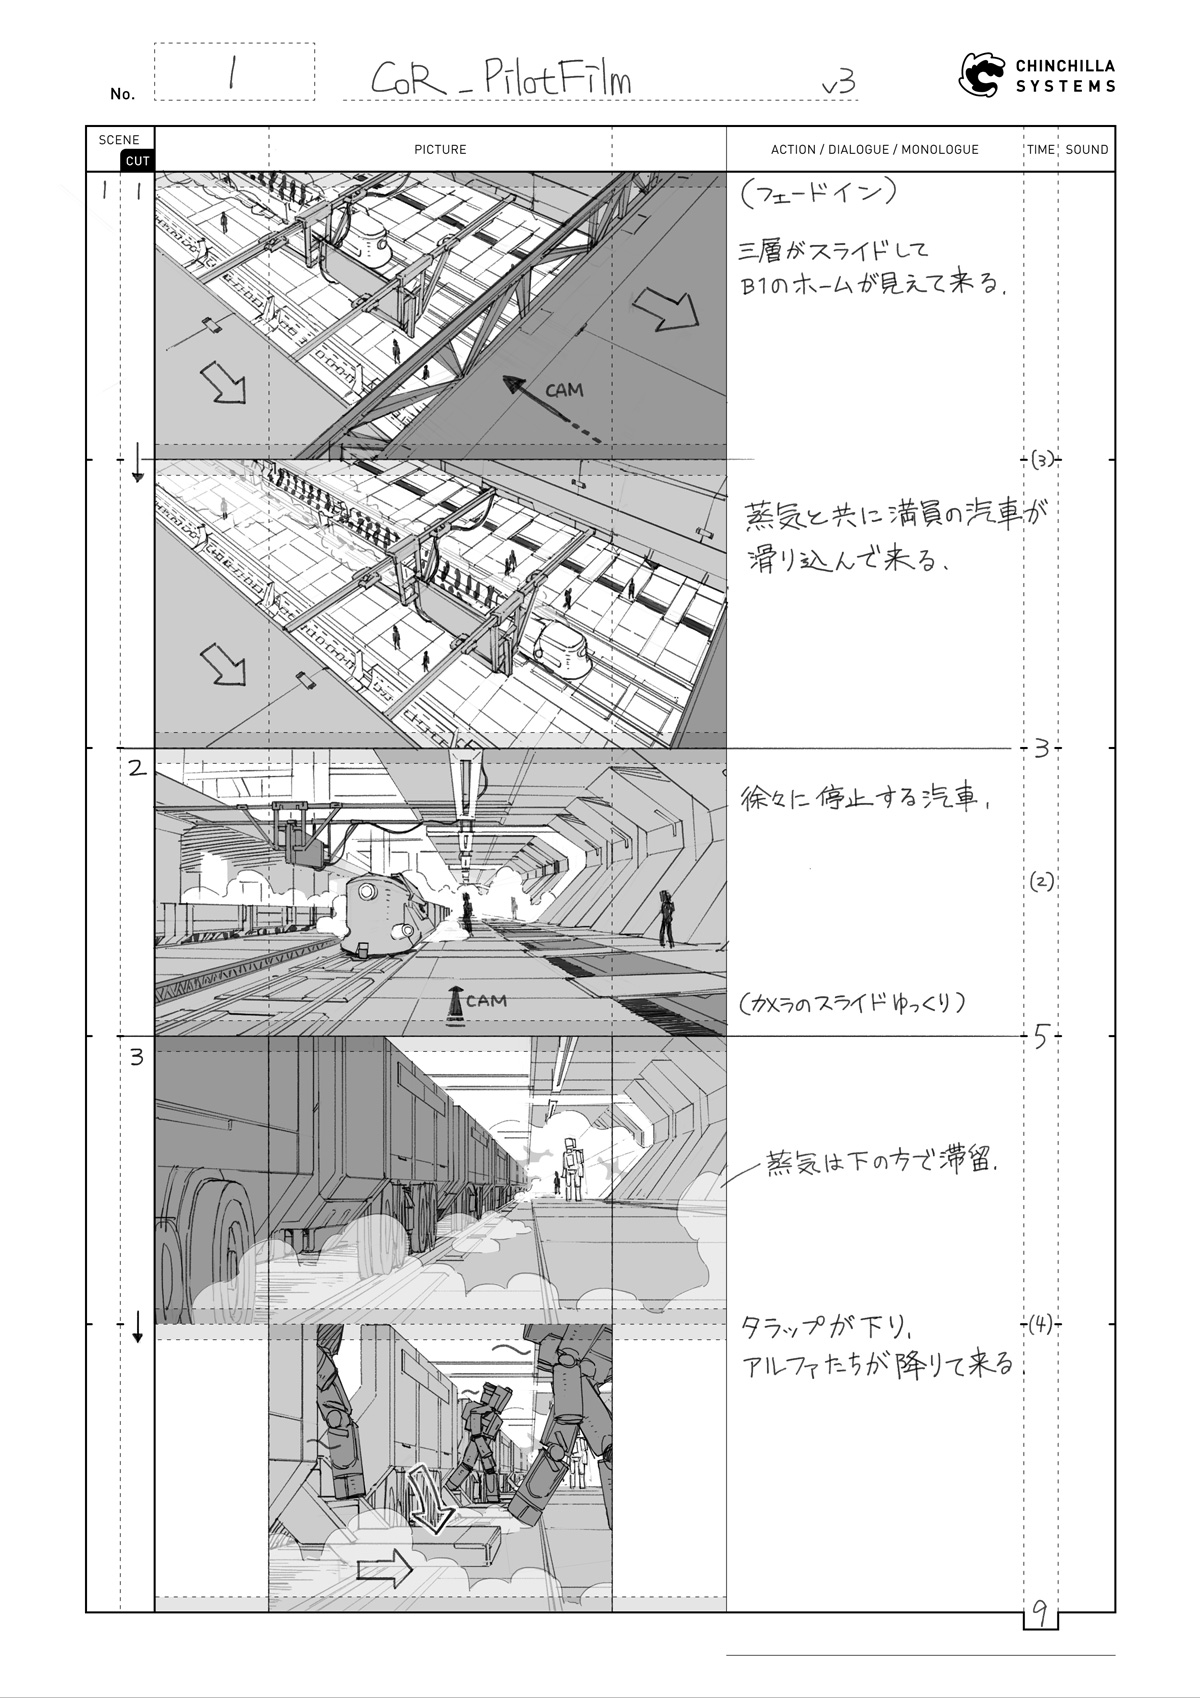 No. 1
CoR_PilotFilm
v3
CHINCHILLA
SYSTEMS
SCENE
CUT
PICTURE
ACTION / DIALOGUE / MONOLOGUE
TIME
SOUND
1 1
(フェードイン)
三層がスライドして
B1のホームが見えて来る.
CAM
(3)
蒸気と共に満員の汽車が
滑り込んで来る.
3
2
徐々に停止する汽車,
(2)
CAM
(カメラのスライドゆっくり)
5
3
蒸気は下の方で滞留.
(4)
タラップが下り,
アルファたちが降りて来る
9